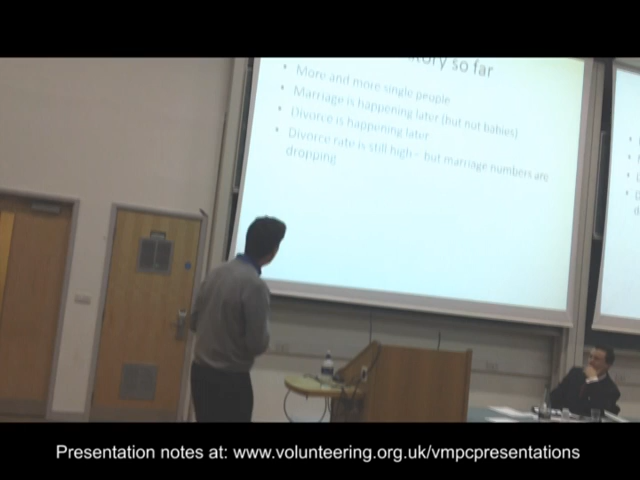 story so far
• More and more single people
• Marriage is happening later (but not babies)
• Divorce is happening later
• Divorce rate is still high – but marriage numbers are
dropping
Presentation notes at: www.volunteering.org.uk/vmpcpresentations